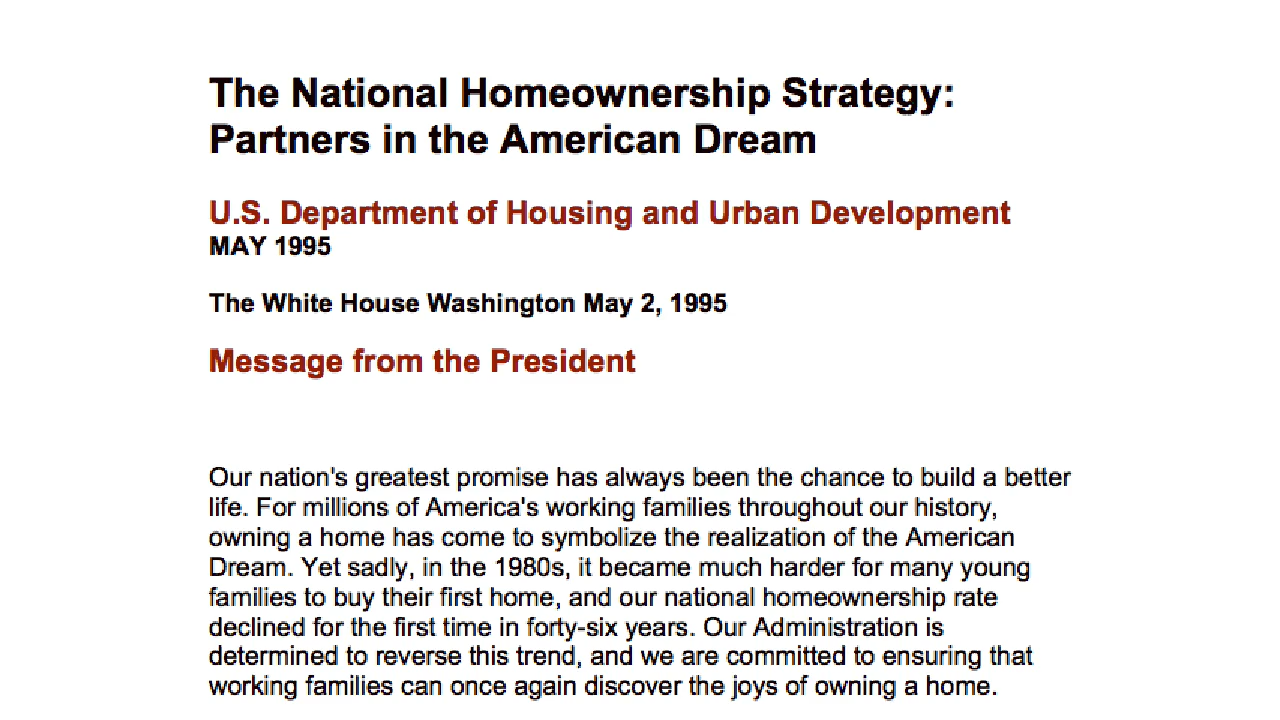 The National Homeownership Strategy:
Partners in the American Dream
U.S. Department of Housing and Urban Development
MAY 1995
The White House Washington May 2, 1995
Message from the President
Our nation's greatest promise has always been the chance to build a better
life. For millions of America's working families throughout our history,
owning a home has come to symbolize the realization of the American
Dream. Yet sadly, in the 1980s, it became much harder for many young
families to buy their first home, and our national homeownership rate
declined for the first time in forty-six years. Our Administration is
determined to reverse this trend, and we are committed to ensuring that
working families can once again discover the joys of owning a home.